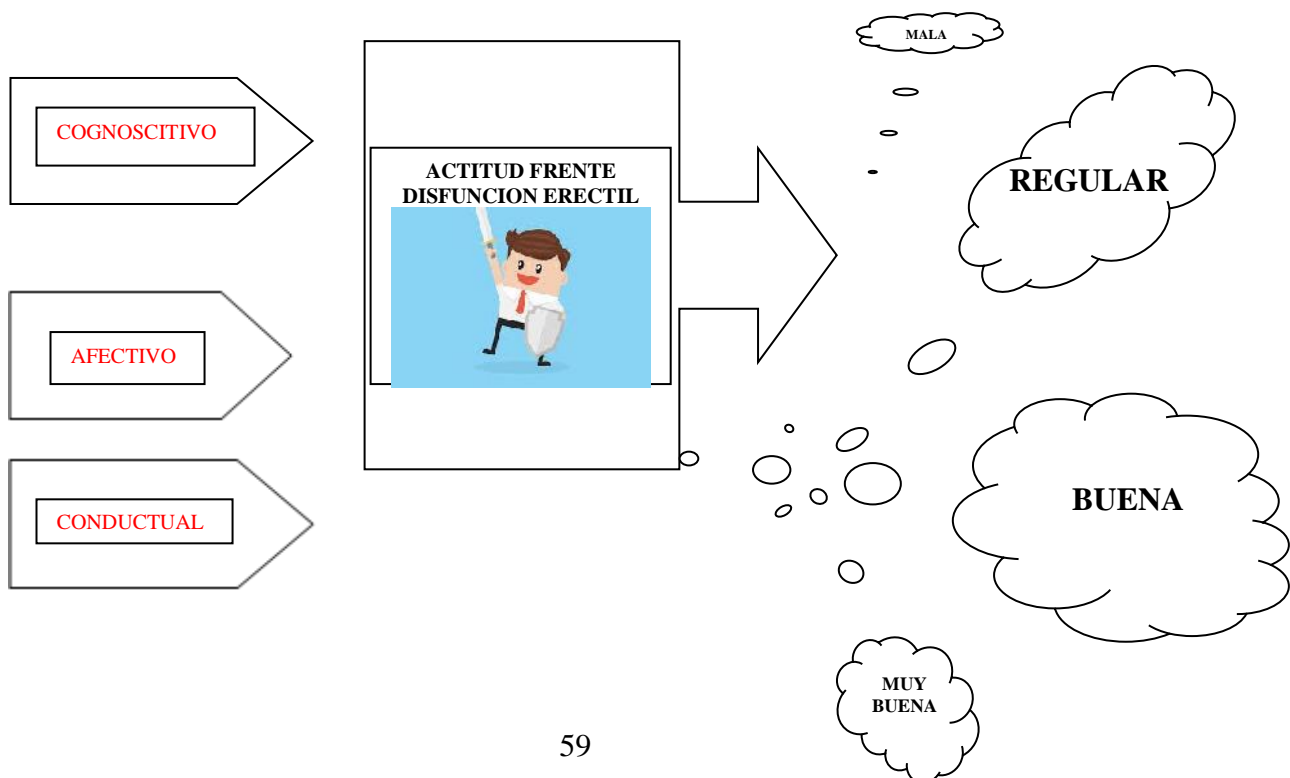 MALA
COGNOSCITIVO
ACTITUD FRENTE
DISFUNCION ERECTIL
REGULAR
AFECTIVO
BUENA
CONDUCTUAL
MUY
BUENA
59